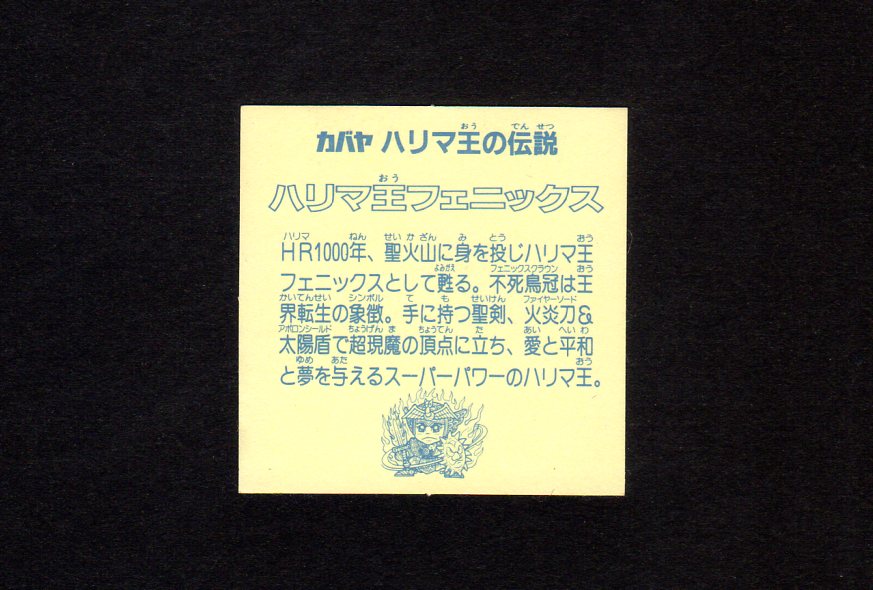 カバヤ ハリマ王の伝説
ハリマ王フェニックス
HR1000年、聖火山に身を投じハリマ王
フェニックスとして甦る。不死鳥冠は王
界転生の象徴。手に持つ聖剣、火炎刀&
太陽盾で超現魔の頂点に立ち、愛と平和
と夢を与えるスーパーパワーのハリマ王。